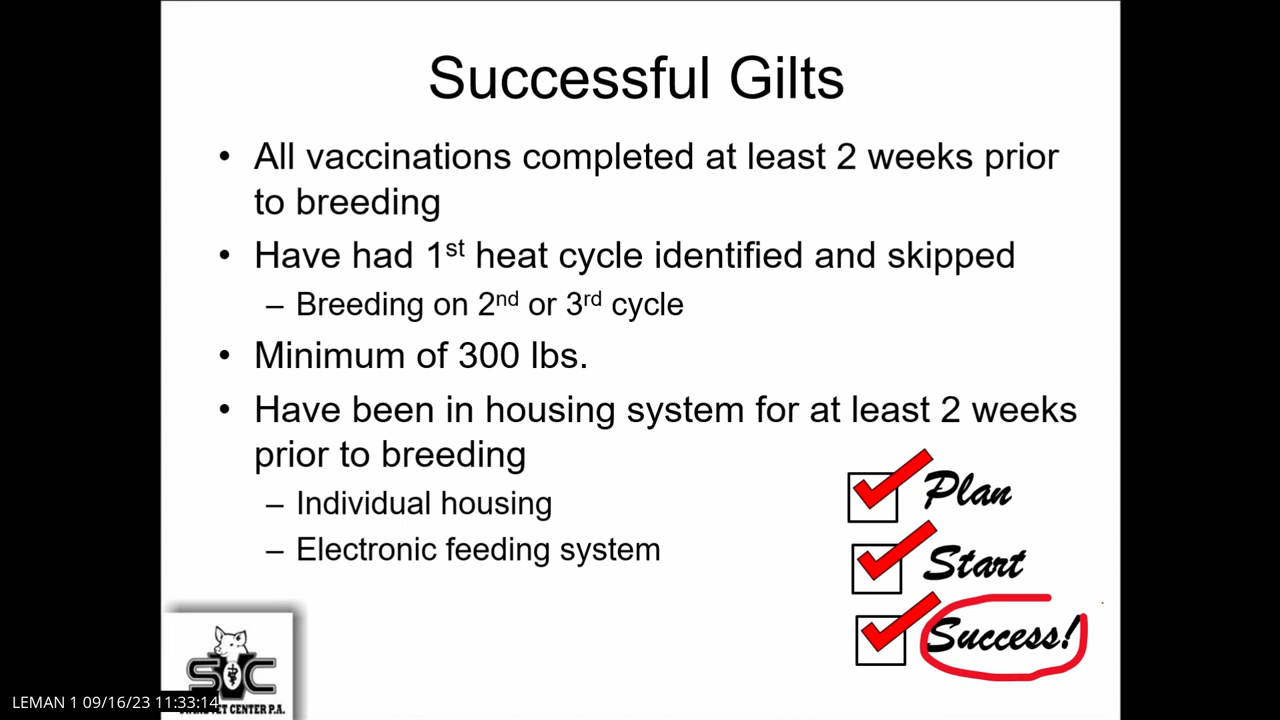 Successful Gilts
• All vaccinations completed at least 2 weeks prior
to breeding
• Have had 1st heat cycle identified and skipped
– Breeding on 2nd or 3rd cycle
• Minimum of 300 lbs.
• Have been in housing system for at least 2 weeks
prior to breeding
– Individual housing
– Electronic feeding system
Plan
Start
Success!
SVC
VET CENTER P.A.
LEMAN 1 09/16/23 11:33:14